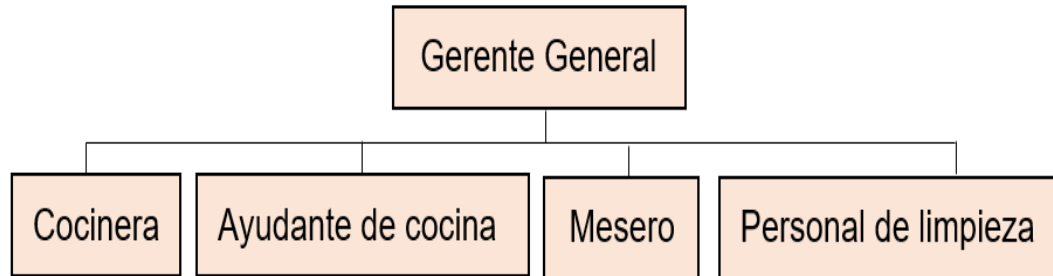 Gerente General
Cocinera
Ayudante de cocina
Mesero
Personal de limpieza